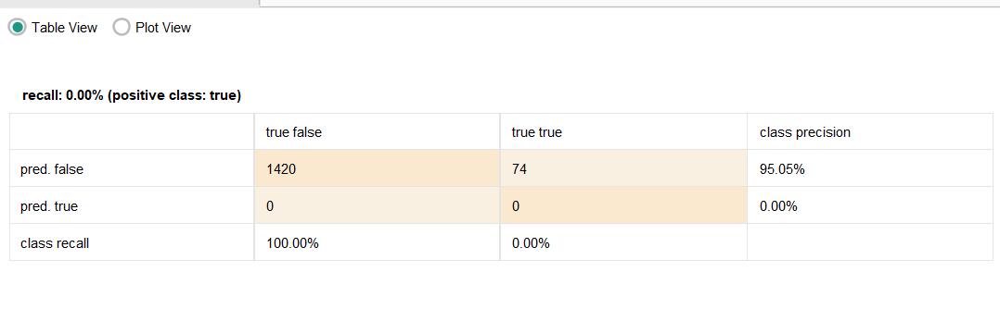 Table View Plot View
recall: 0.00% (positive class: true)
true false true true class precision
pred. false 1420 74 95.05%
pred. true 0 0 0.00%
class recall 100.00% 0.00%